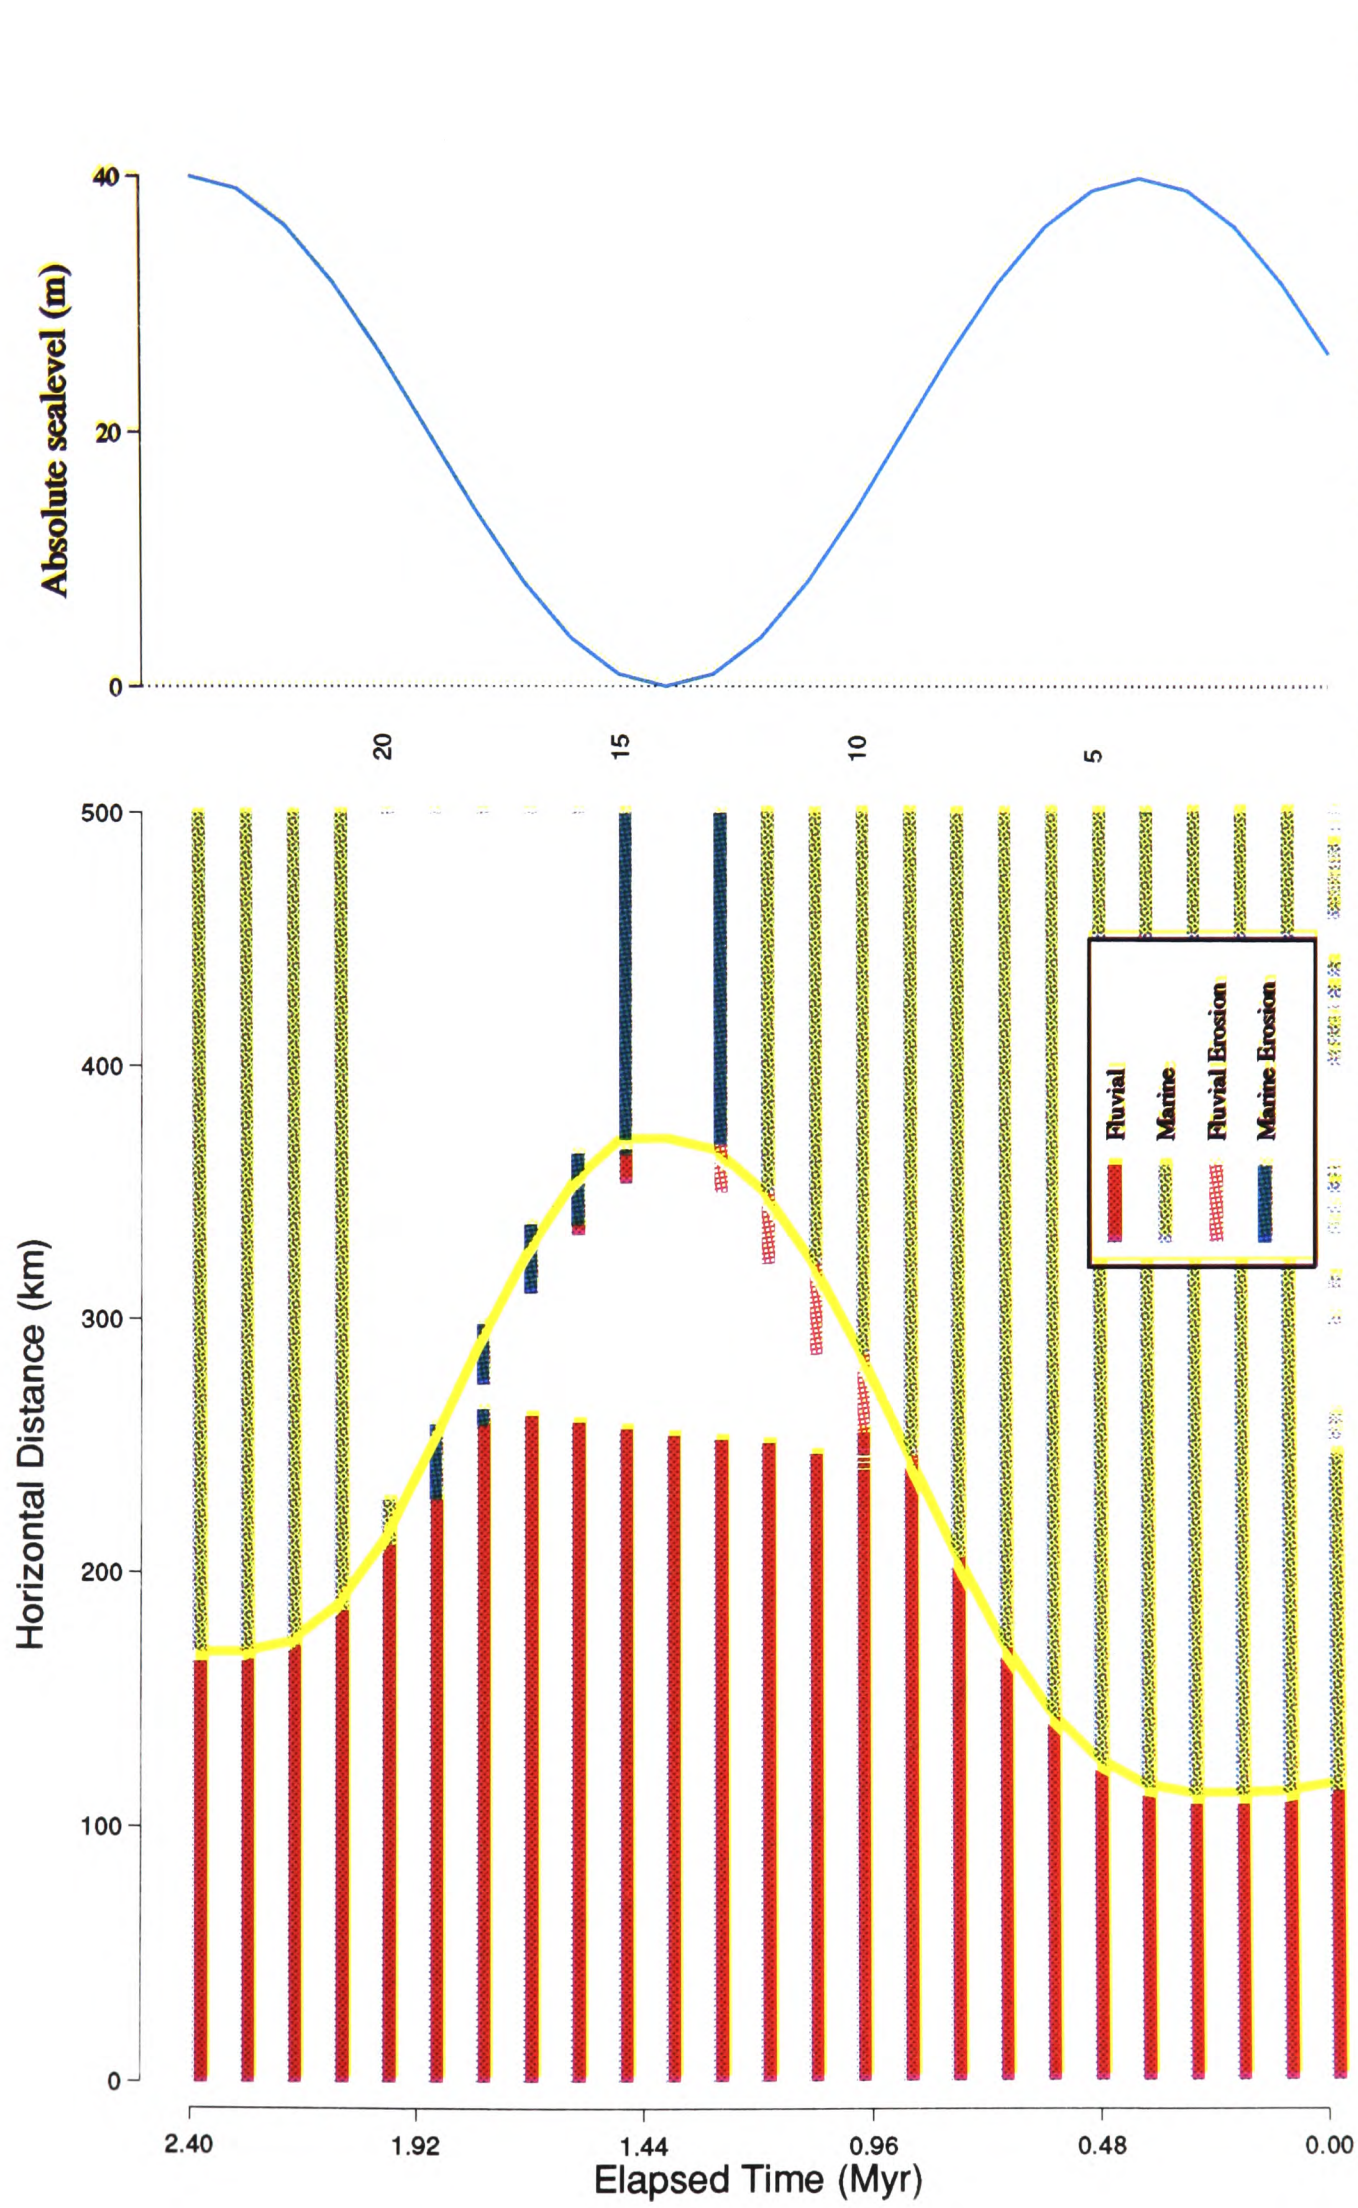 Absolute sealevel (m)
40
20
0
20
15
10
5
Horizontal Distance (km)
500
400
300
200
100
0
Fluvial
Marine
Fluvial Erosion
Marine Erosion
2.40
1.92
1.44
0.96
0.48
0.00
Elapsed Time (Myr)